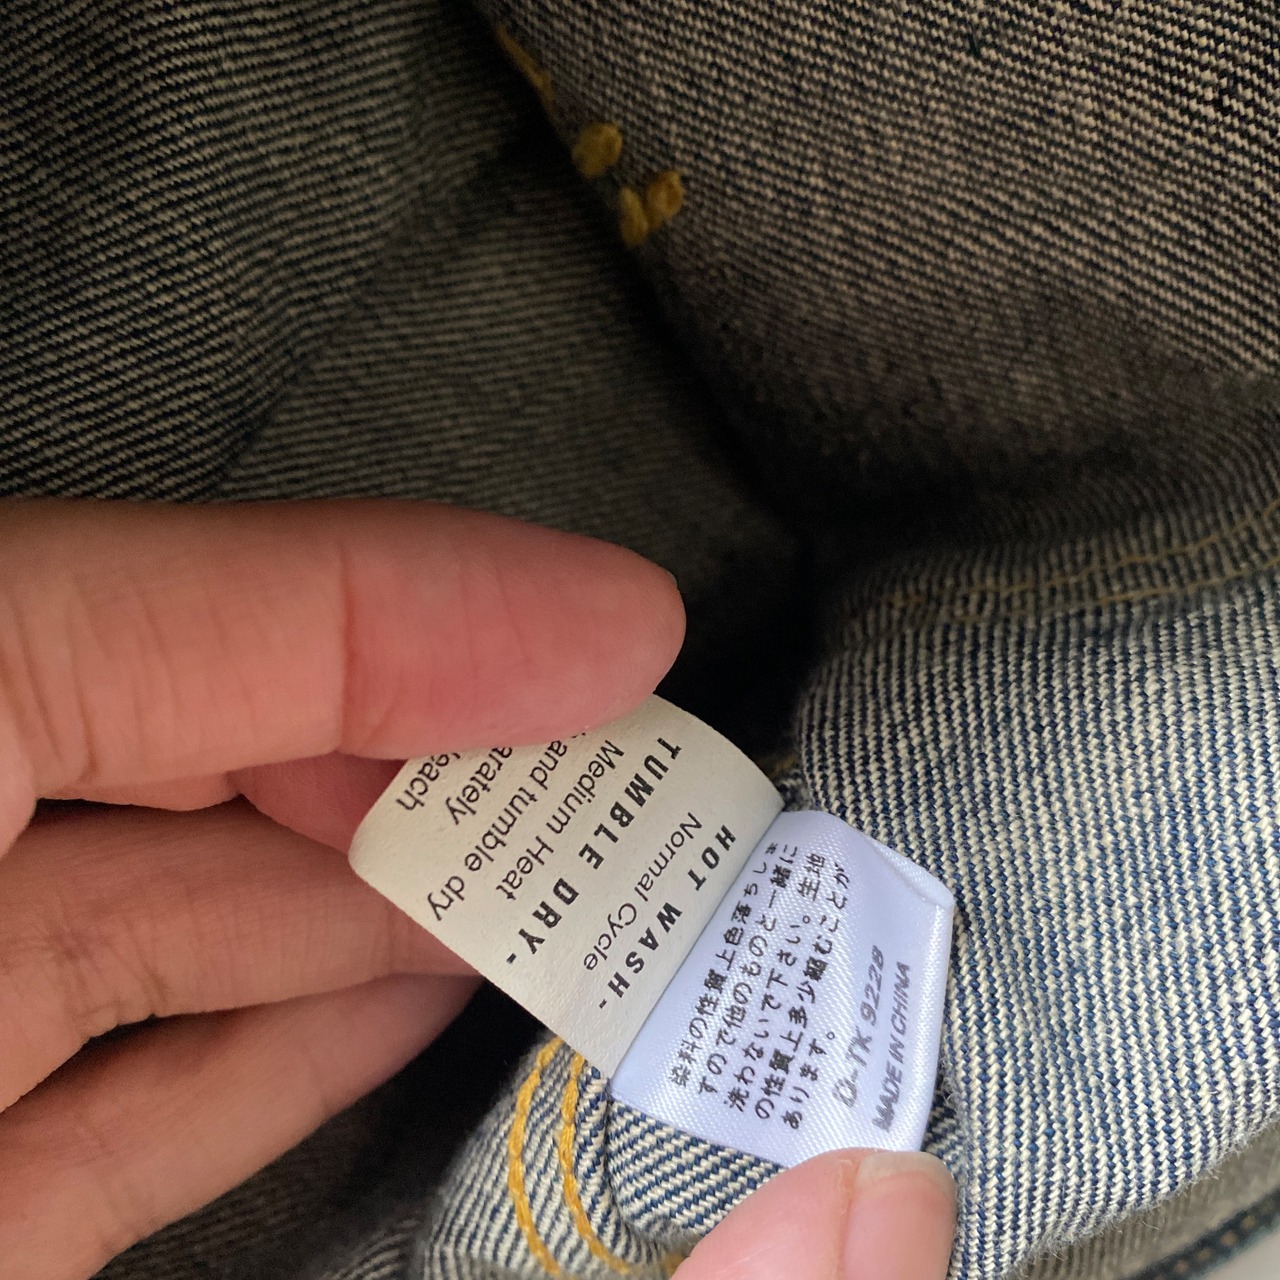 HOT WASH -
Normal Cycle
TUMBLE DRY -
Medium Heat
and tumble dry
染料の性質上色落ちしま
すので他のものと一緒に
洗わないで下さい。生地
の性質上多少縮むことが
あります。
D-TK 9228
MADE IN CHINA